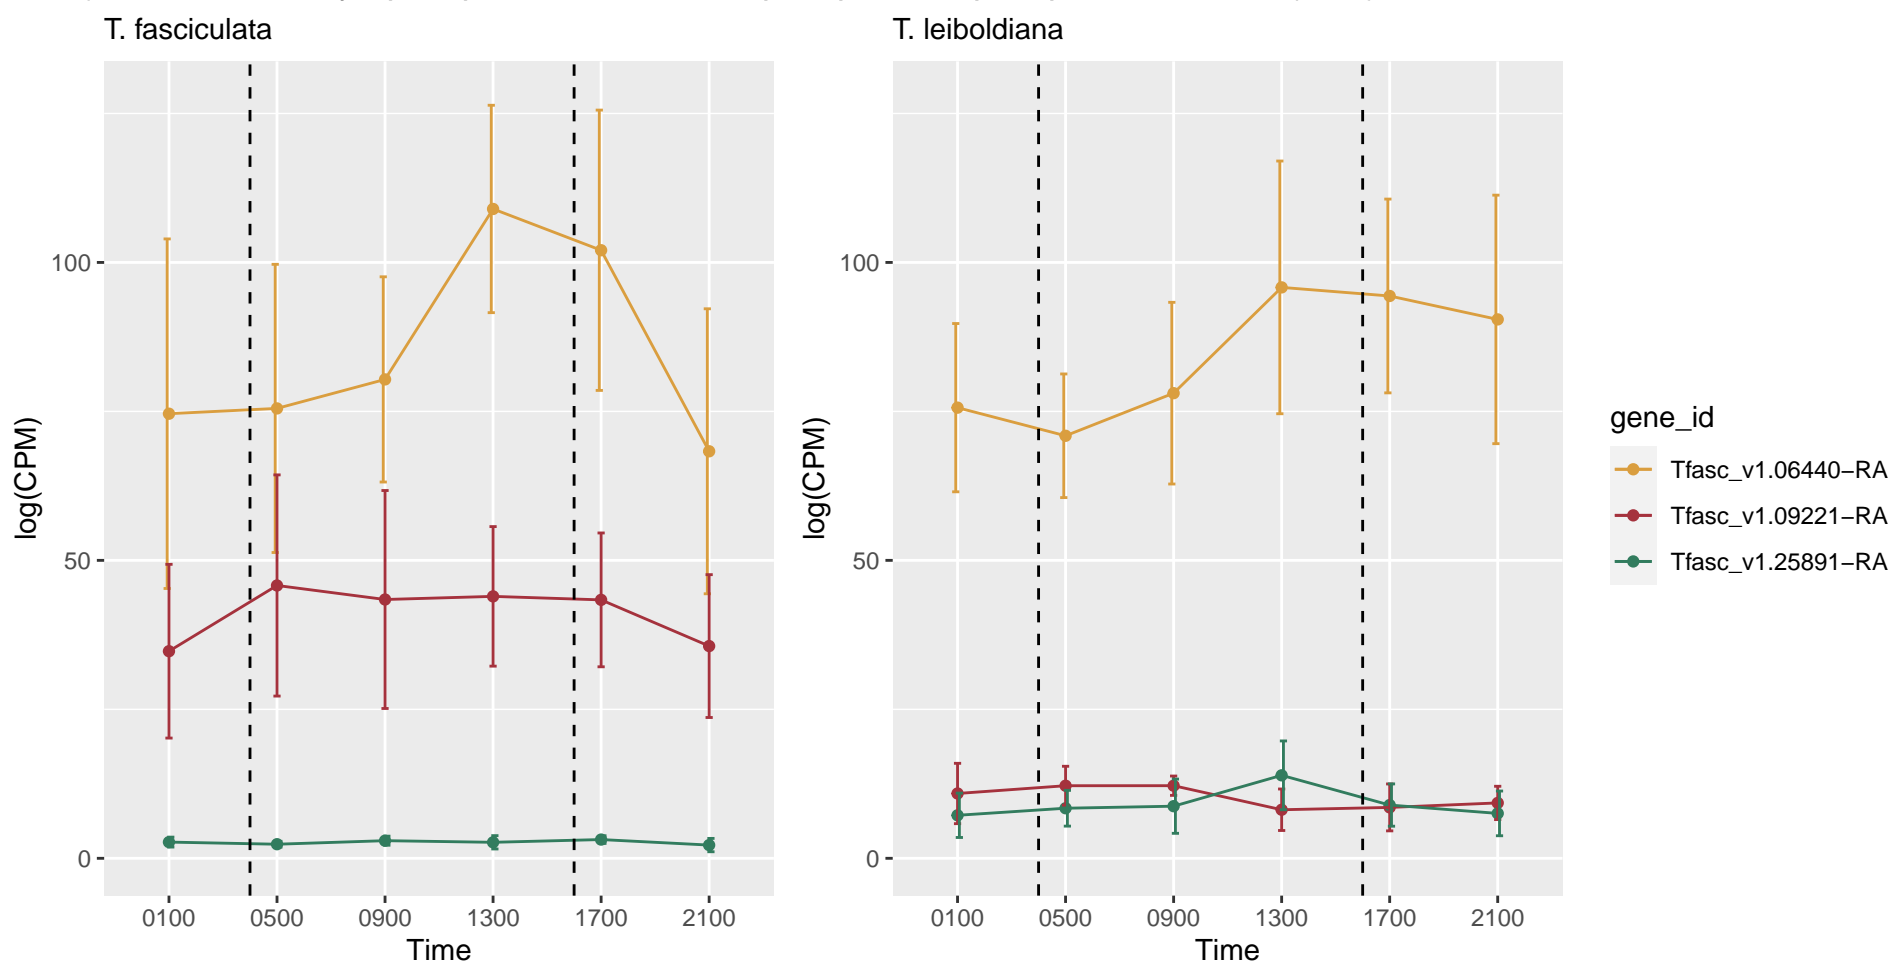 T. fasciculata
T. leiboldiana
log(CPM)
100
50
0
0100 0500 0900 1300 1700 2100
Time
log(CPM)
100
50
0
0100 0500 0900 1300 1700 2100
Time
gene_id
Tfasc_v1.06440−RA
Tfasc_v1.09221−RA
Tfasc_v1.25891−RA